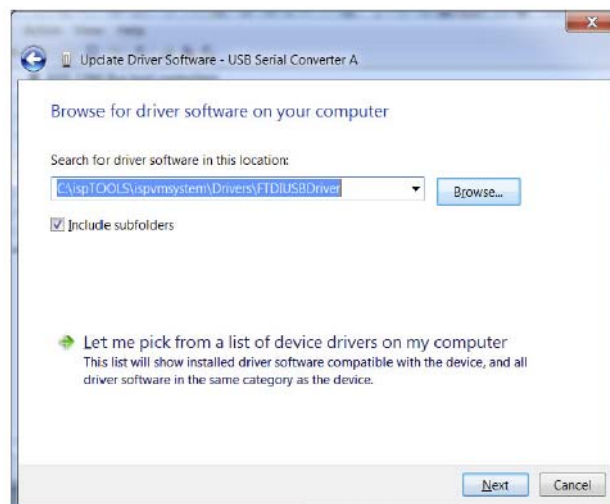 Update Driver Software - USB Serial Converter A
Browse for driver software on your computer
Search for driver software in this location:
C:\ispTOOLS\ispvmsystem\Drivers\FTDIUSBDriver
Browse...
Include subfolders
Let me pick from a list of device drivers on my computer
This list will show installed driver software compatible with the device, and all
driver software in the same category as the device.
Next
Cancel